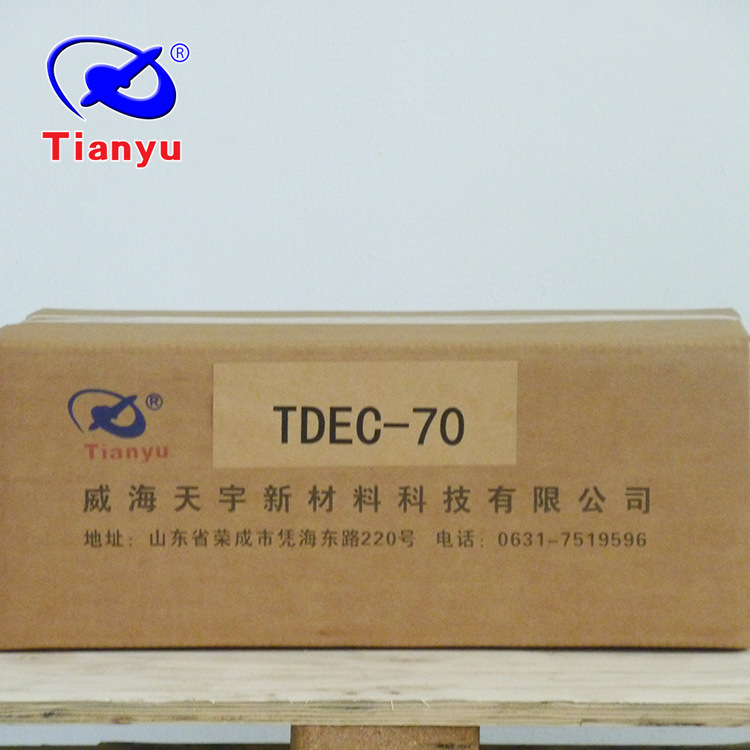 ®
Tianyu
®
Tianyu
TDEC-70
威海天宇新材料科技有限公司
地址: 山东省荣成市凭海东路220号 电话: 0631-7519596